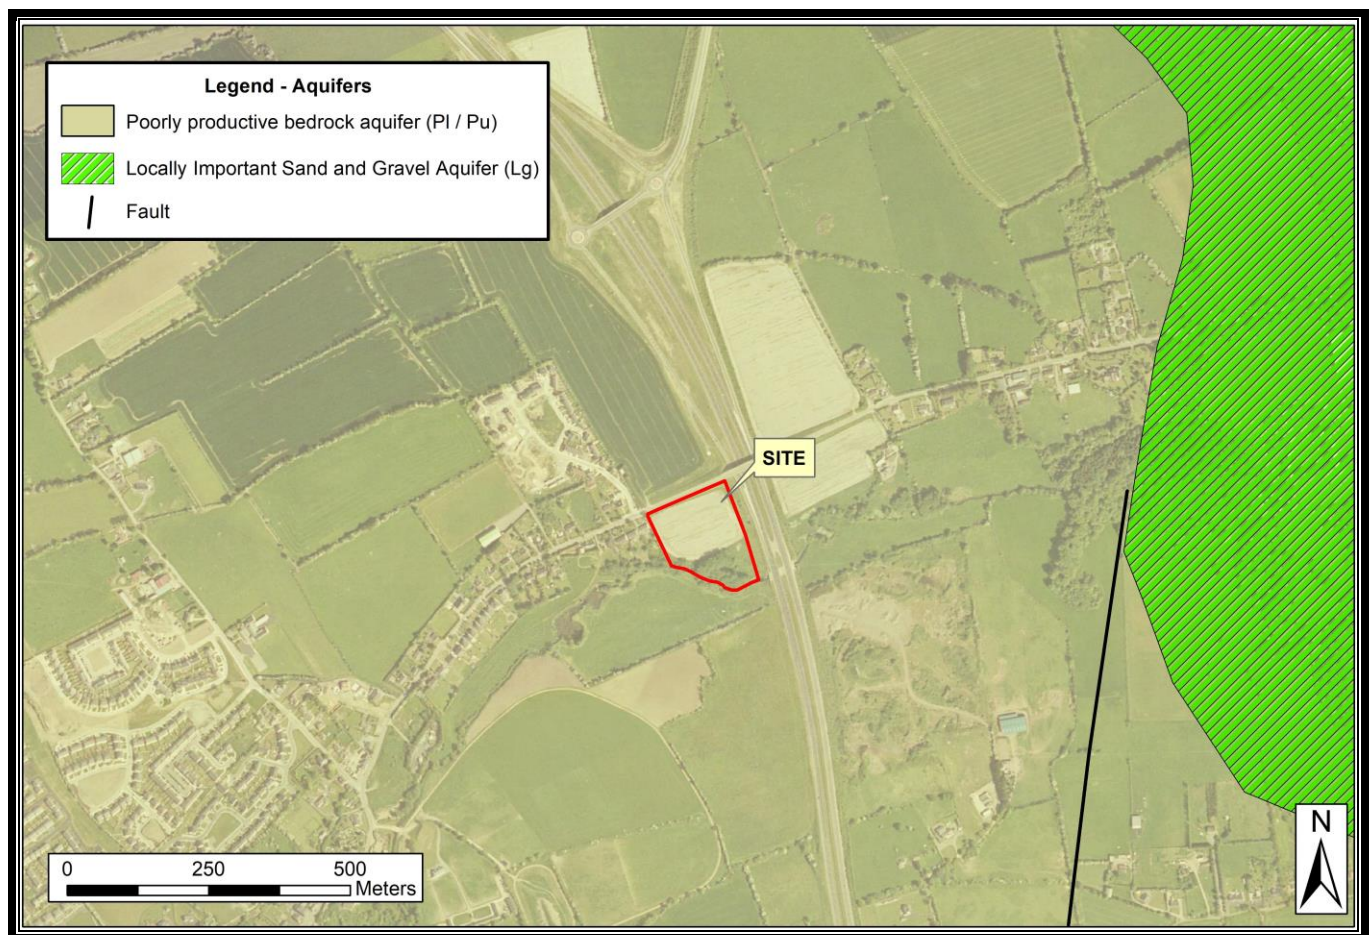 Legend - Aquifers
Poorly productive bedrock aquifer (Pl / Pu)
Locally Important Sand and Gravel Aquifer (Lg)
Fault
SITE
0 250 500
Meters
N